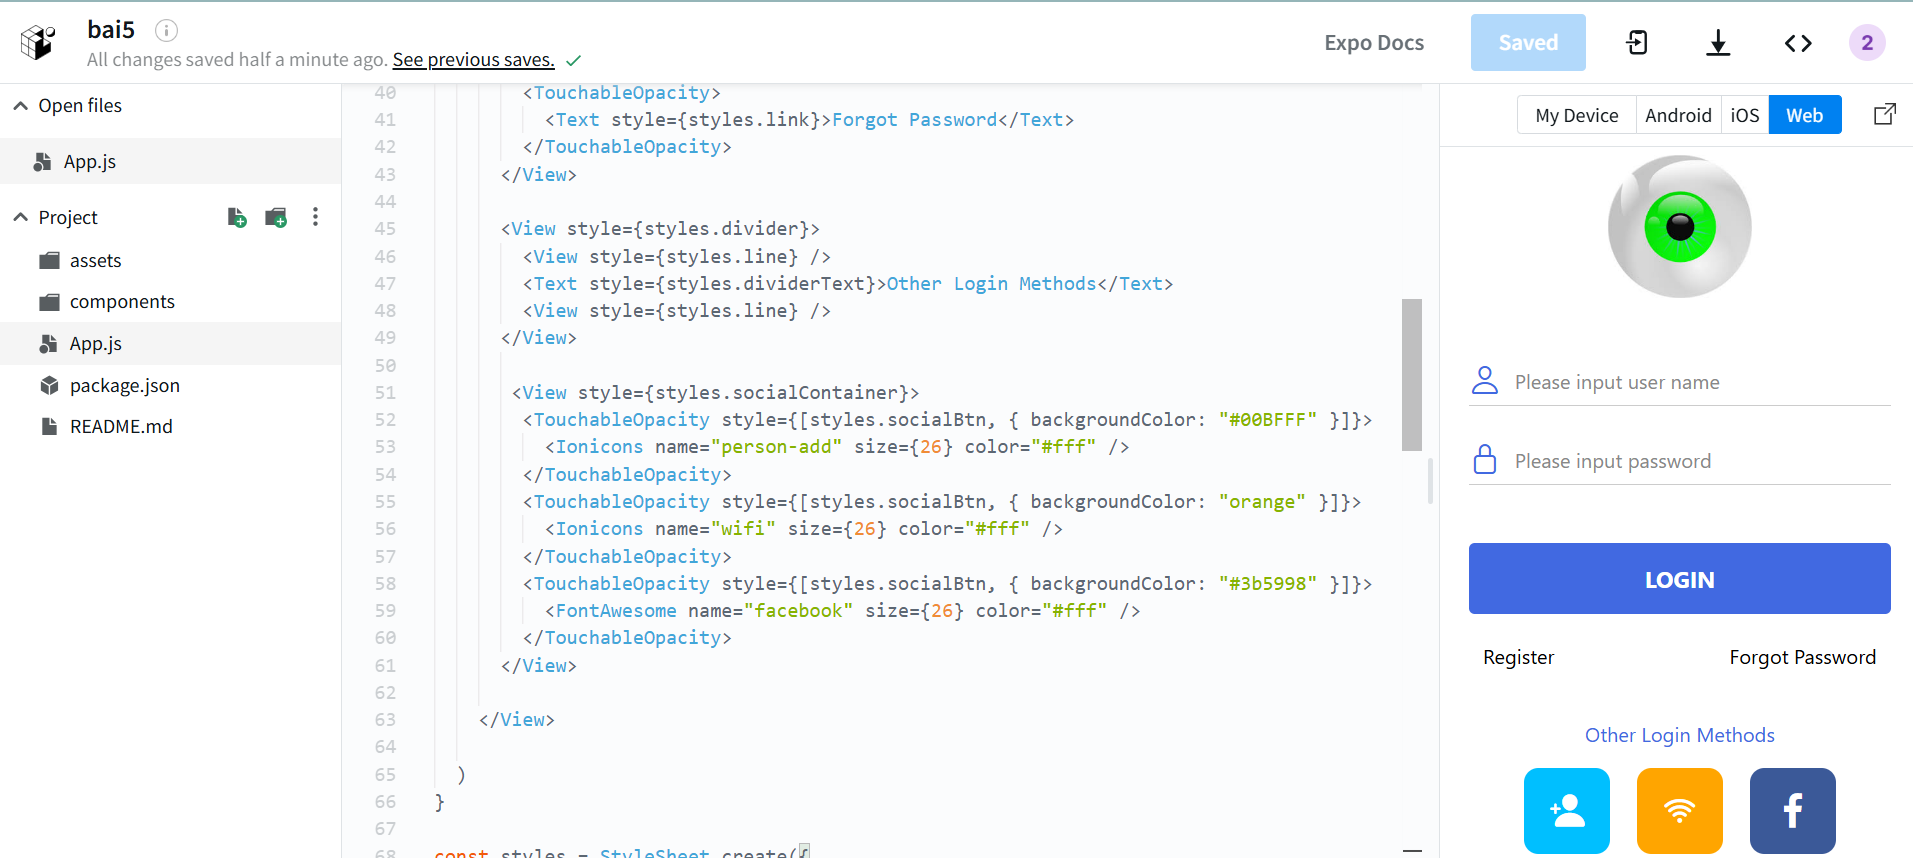 bai5
All changes saved half a minute ago. See previous saves.
Expo Docs
Saved
2
Open files
App.js
Project
assets
components
App.js
package.json
README.md
40 <TouchableOpacity>
41 <Text style={styles.link}>Forgot Password</Text>
42 </TouchableOpacity>
43 </View>
44
45 <View style={styles.divider}>
46 <View style={styles.line} />
47 <Text style={styles.dividerText}>Other Login Methods</Text>
48 <View style={styles.line} />
49 </View>
50
51 <View style={styles.socialContainer}>
52 <TouchableOpacity style={[styles.socialBtn, { backgroundColor: "#00BFFF" }]}>
53 <Ionicons name="person-add" size={26} color="#fff" />
54 </TouchableOpacity>
55 <TouchableOpacity style={[styles.socialBtn, { backgroundColor: "orange" }]}>
56 <Ionicons name="wifi" size={26} color="#fff" />
57 </TouchableOpacity>
58 <TouchableOpacity style={[styles.socialBtn, { backgroundColor: "#3b5998" }]}>
59 <FontAwesome name="facebook" size={26} color="#fff" />
60 </TouchableOpacity>
61 </View>
62
63 </View>
64
65 )
66 }
67
68 const styles = StyleSheet.create({
My Device Android iOS Web
Please input user name
Please input password
LOGIN
Register Forgot Password
Other Login Methods